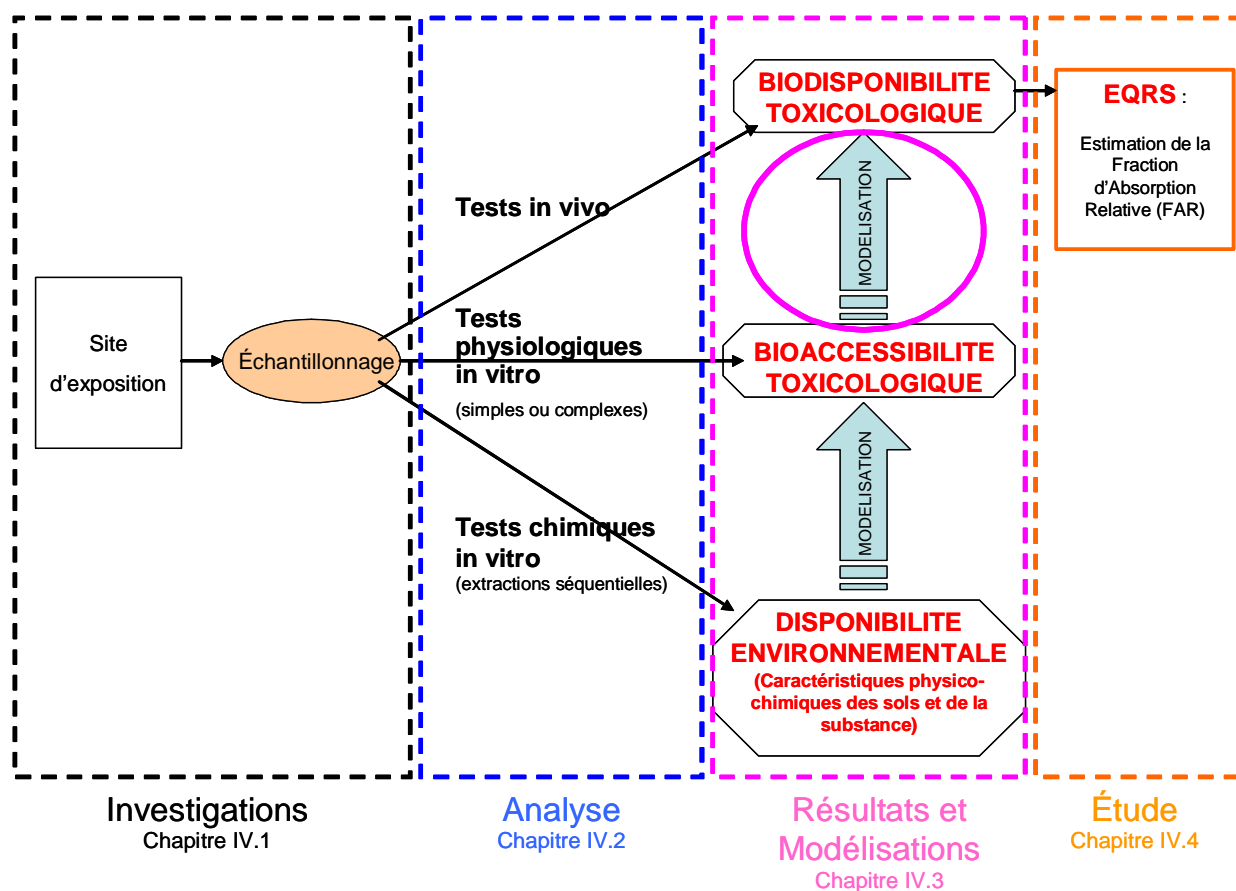 Site
d'exposition
Échantillonnage
Tests in vivo
Tests
physiologiques
in vitro
(simples ou complexes)
Tests chimiques
in vitro
(extractions séquentielles)
BIODISPONIBILITE
TOXICOLOGIQUE
MODELISATION
BIOACCESSIBILITE
TOXICOLOGIQUE
MODELISATION
DISPONIBILITE
ENVIRONNEMENTALE
(Caractéristiques physico-
chimiques des sols et de la
substance)
EQRS :
Estimation de la
Fraction
d'Absorption
Relative (FAR)
Investigations
Chapitre IV.1
Analyse
Chapitre IV.2
Résultats et
Modélisations
Chapitre IV.3
Étude
Chapitre IV.4